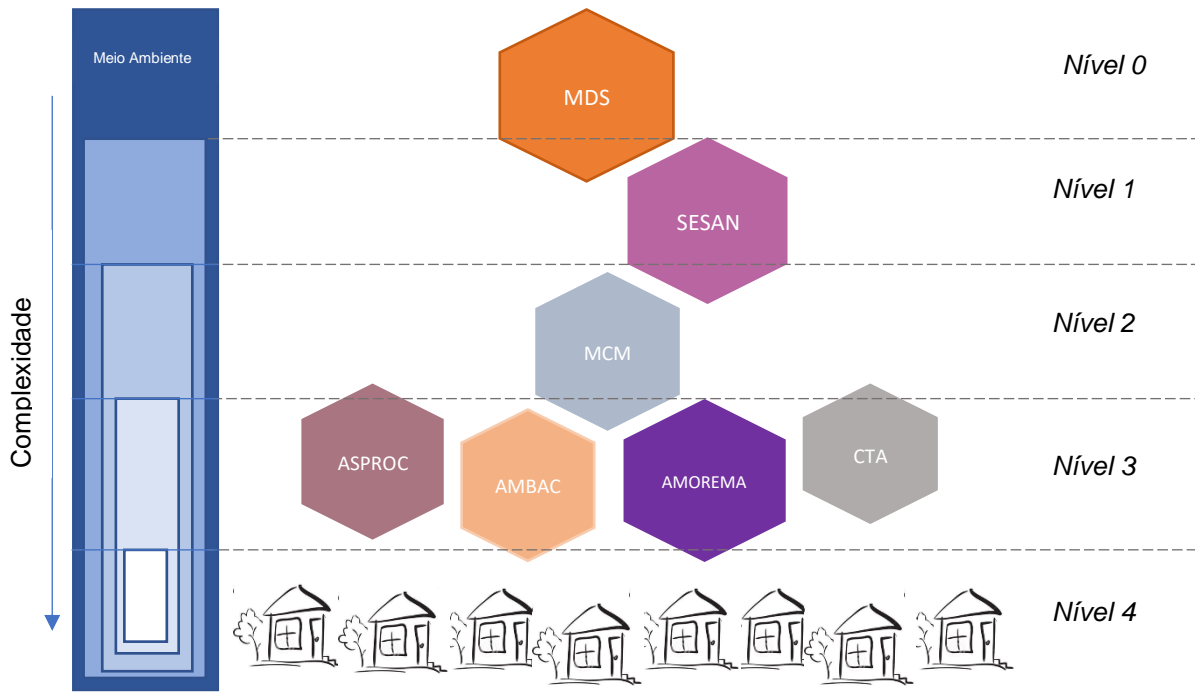 Meio Ambiente
Complexidade
MDS
Nível 0
SESAN
Nível 1
MCM
Nível 2
ASPROC
AMBAC
AMOREMA
CTA
Nível 3
Nível 4